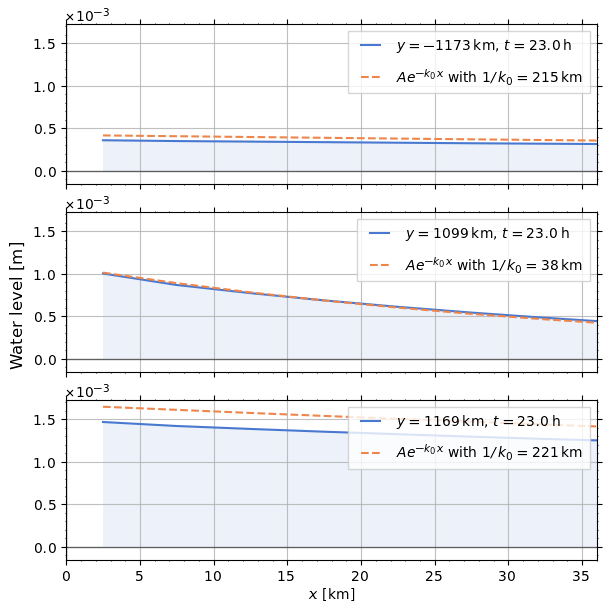 ×10⁻³
1.5
1.0
0.5
0.0
y = −1173 km, t = 23.0 h
Ae^{−k₀x} with 1/k₀ = 215 km
×10⁻³
1.5
1.0
0.5
0.0
y = 1099 km, t = 23.0 h
Ae^{−k₀x} with 1/k₀ = 38 km
Water level [m]
×10⁻³
1.5
1.0
0.5
0.0
y = 1169 km, t = 23.0 h
Ae^{−k₀x} with 1/k₀ = 221 km
0 5 10 15 20 25 30 35
x [km]